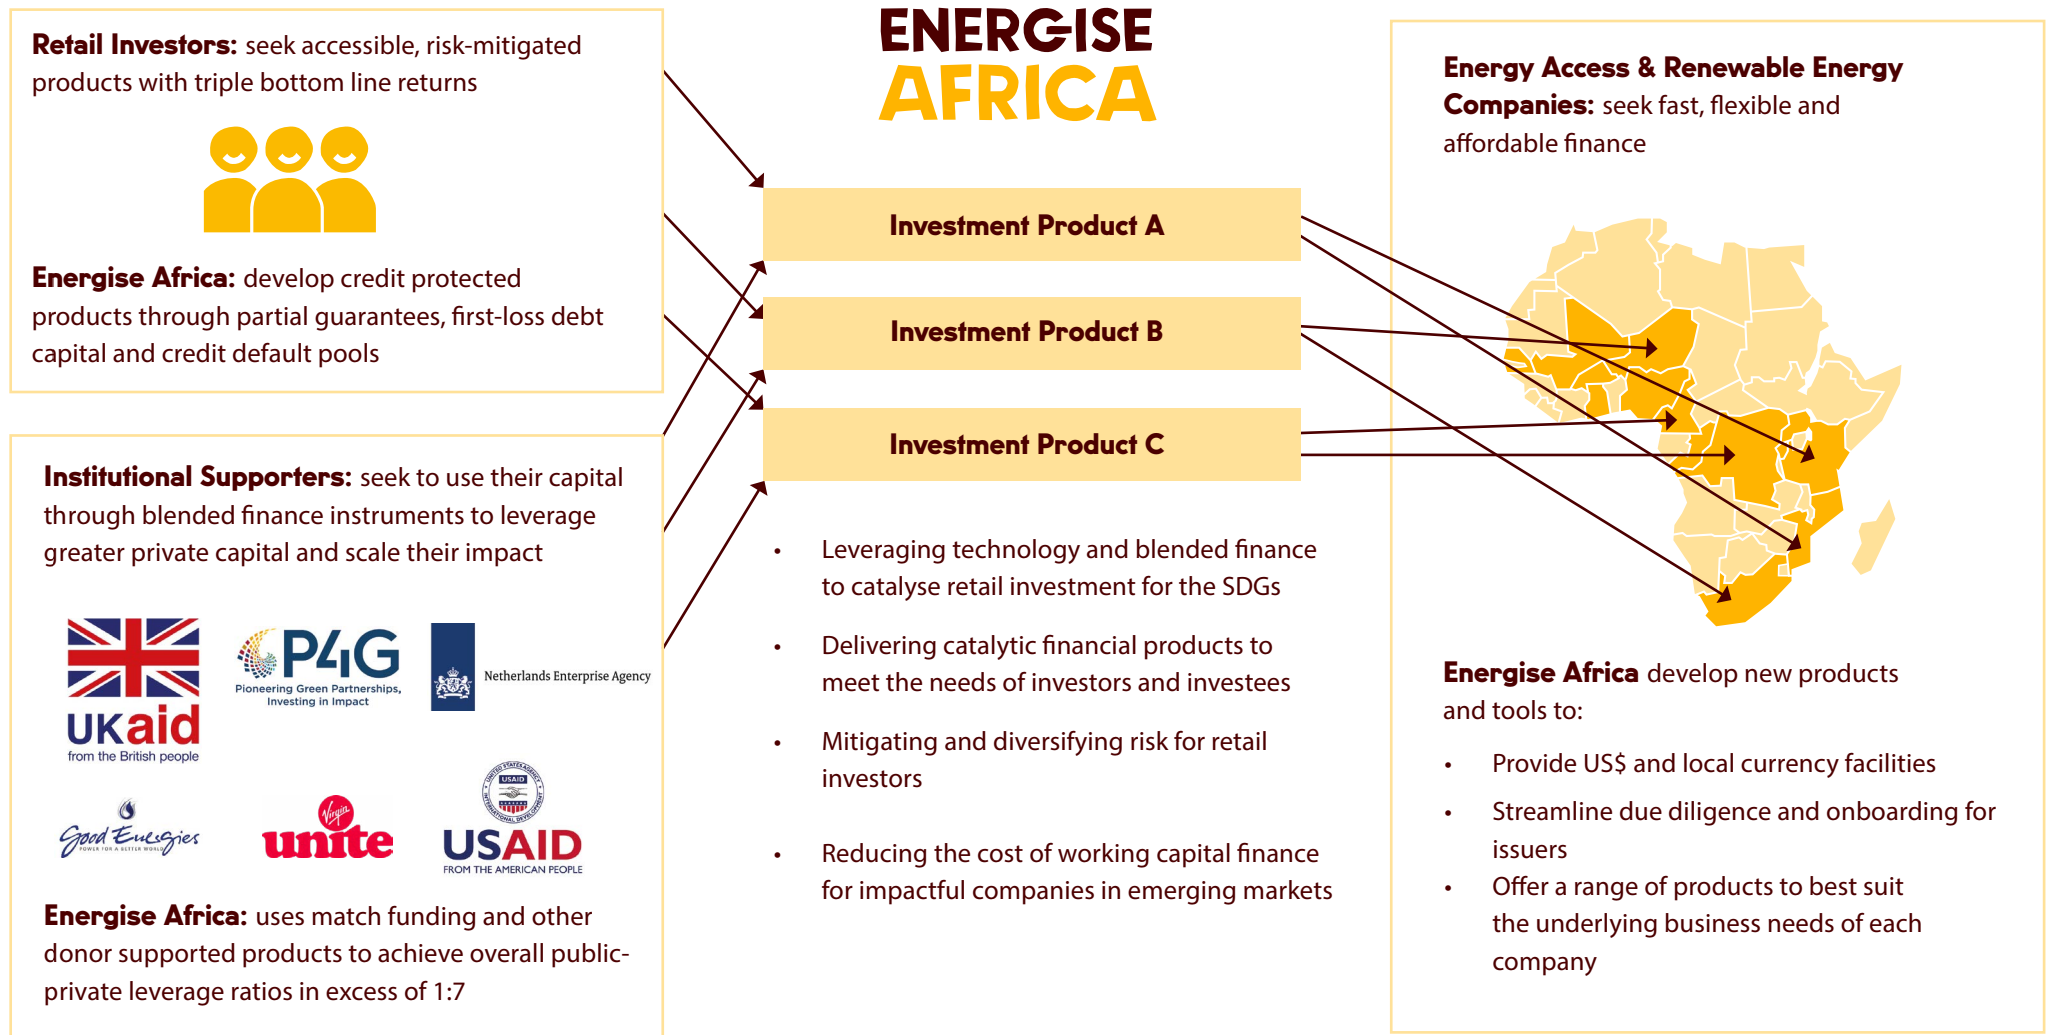 Retail Investors: seek accessible, risk-mitigated
products with triple bottom line returns
Energise Africa: develop credit protected
products through partial guarantees, first-loss debt
capital and credit default pools
Institutional Supporters: seek to use their capital
through blended finance instruments to leverage
greater private capital and scale their impact
UKaid
from the British people
P4G
Pioneering Green Partnerships,
Investing in Impact
Netherlands Enterprise Agency
Good Energies
POWER FOR A BETTER WORLD
Virgin
unite
UNITED STATES AGENCY
USAID
INTERNATIONAL DEVELOPMENT
USAID
FROM THE AMERICAN PEOPLE
Energise Africa: uses match funding and other
donor supported products to achieve overall public-
private leverage ratios in excess of 1:7
ENERGISE
AFRICA
Investment Product A
Investment Product B
Investment Product C
• Leveraging technology and blended finance
to catalyse retail investment for the SDGs
• Delivering catalytic financial products to
meet the needs of investors and investees
• Mitigating and diversifying risk for retail
investors
• Reducing the cost of working capital finance
for impactful companies in emerging markets
Energy Access & Renewable Energy
Companies: seek fast, flexible and
affordable finance
Energise Africa develop new products
and tools to:
• Provide US$ and local currency facilities
• Streamline due diligence and onboarding for
issuers
• Offer a range of products to best suit
the underlying business needs of each
company